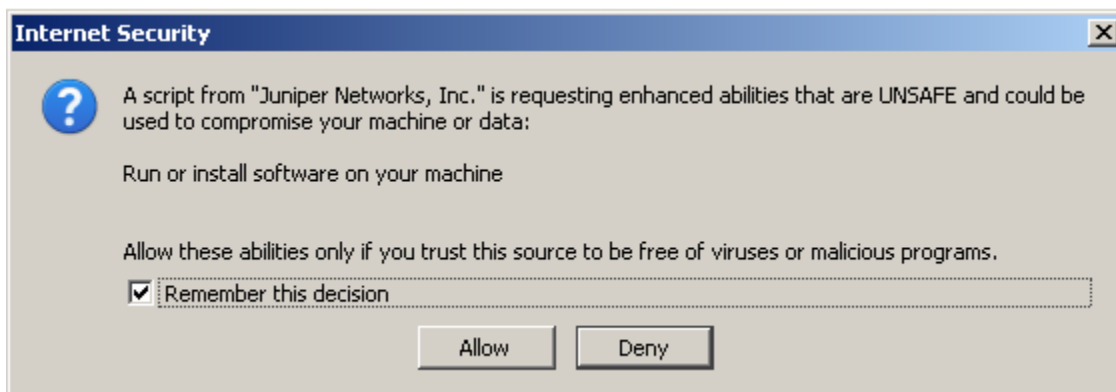 Internet Security
A script from "Juniper Networks, Inc." is requesting enhanced abilities that are UNSAFE and could be
used to compromise your machine or data:
Run or install software on your machine
Allow these abilities only if you trust this source to be free of viruses or malicious programs.
Remember this decision
Allow
Deny